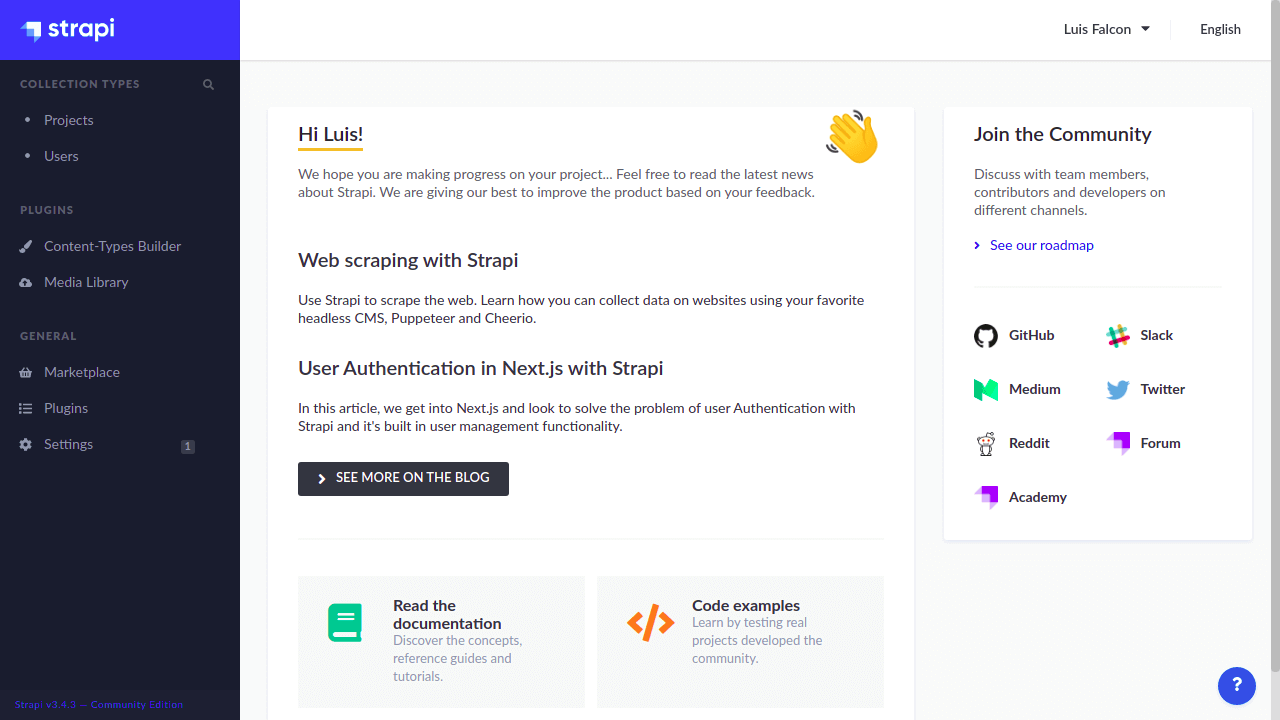 strapi
Luis Falcon
English
COLLECTION TYPES
Projects
Users
PLUGINS
Content-Types Builder
Media Library
GENERAL
Marketplace
Plugins
Settings
1
Strapi v3.4.3 — Community Edition
Hi Luis!
We hope you are making progress on your project... Feel free to read the latest news
about Strapi. We are giving our best to improve the product based on your feedback.
Web scraping with Strapi
Use Strapi to scrape the web. Learn how you can collect data on websites using your favorite
headless CMS, Puppeteer and Cheerio.
User Authentication in Next.js with Strapi
In this article, we get into Next.js and look to solve the problem of user Authentication with
Strapi and it's built in user management functionality.
SEE MORE ON THE BLOG
Read the
documentation
Discover the concepts,
reference guides and
tutorials.
Code examples
Learn by testing real
projects developed the
community.
Join the Community
Discuss with team members,
contributors and developers on
different channels.
See our roadmap
GitHub
Slack
Medium
Twitter
Reddit
Forum
Academy
?